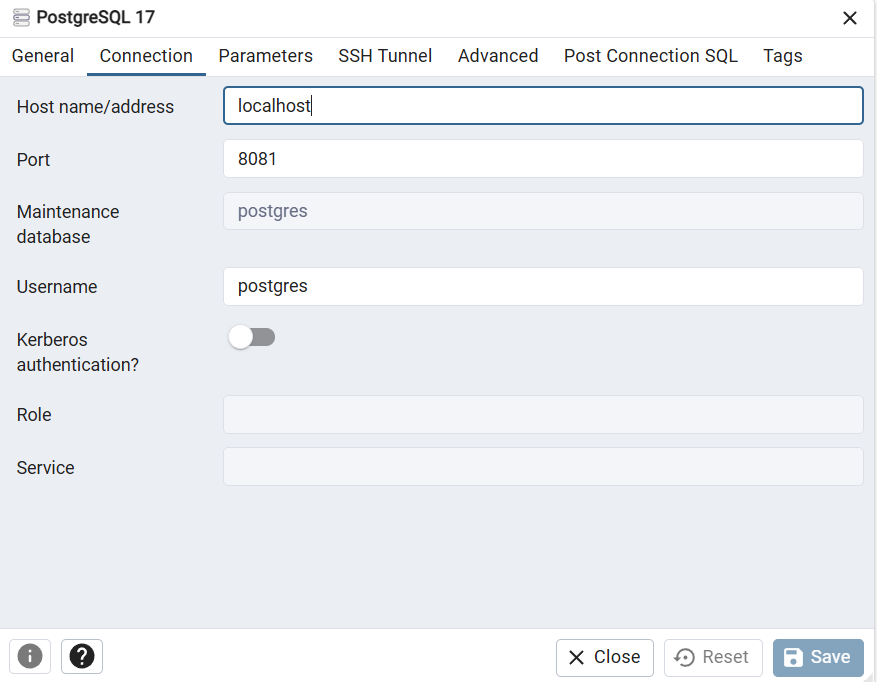 PostgreSQL 17
General Connection Parameters SSH Tunnel Advanced Post Connection SQL Tags
Host name/address localhost
Port 8081
Maintenance database postgres
Username postgres
Kerberos authentication?
Role
Service
Close Reset Save